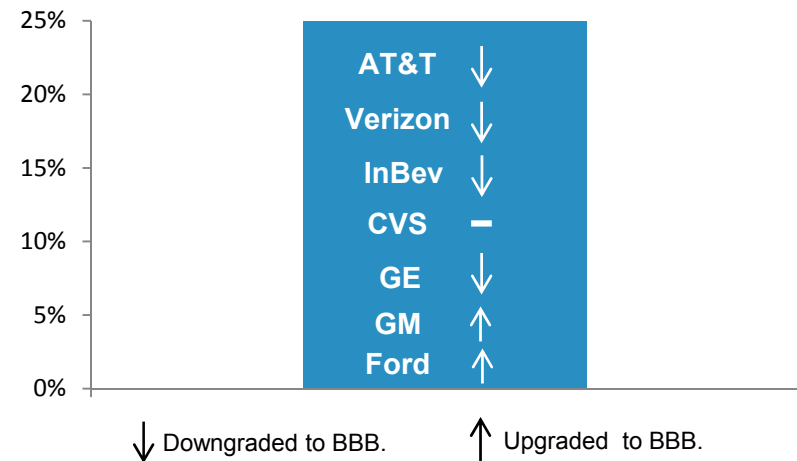 25%
20%
15%
10%
5%
0%
AT&T
Verizon
InBev
CVS
GE
GM
Ford
Downgraded to BBB.
Upgraded to BBB.